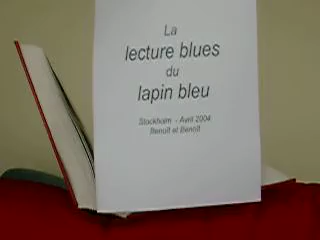 La
lecture blues
du
lapin bleu
Stockholm - Avril 2004
Benoît et Benoît